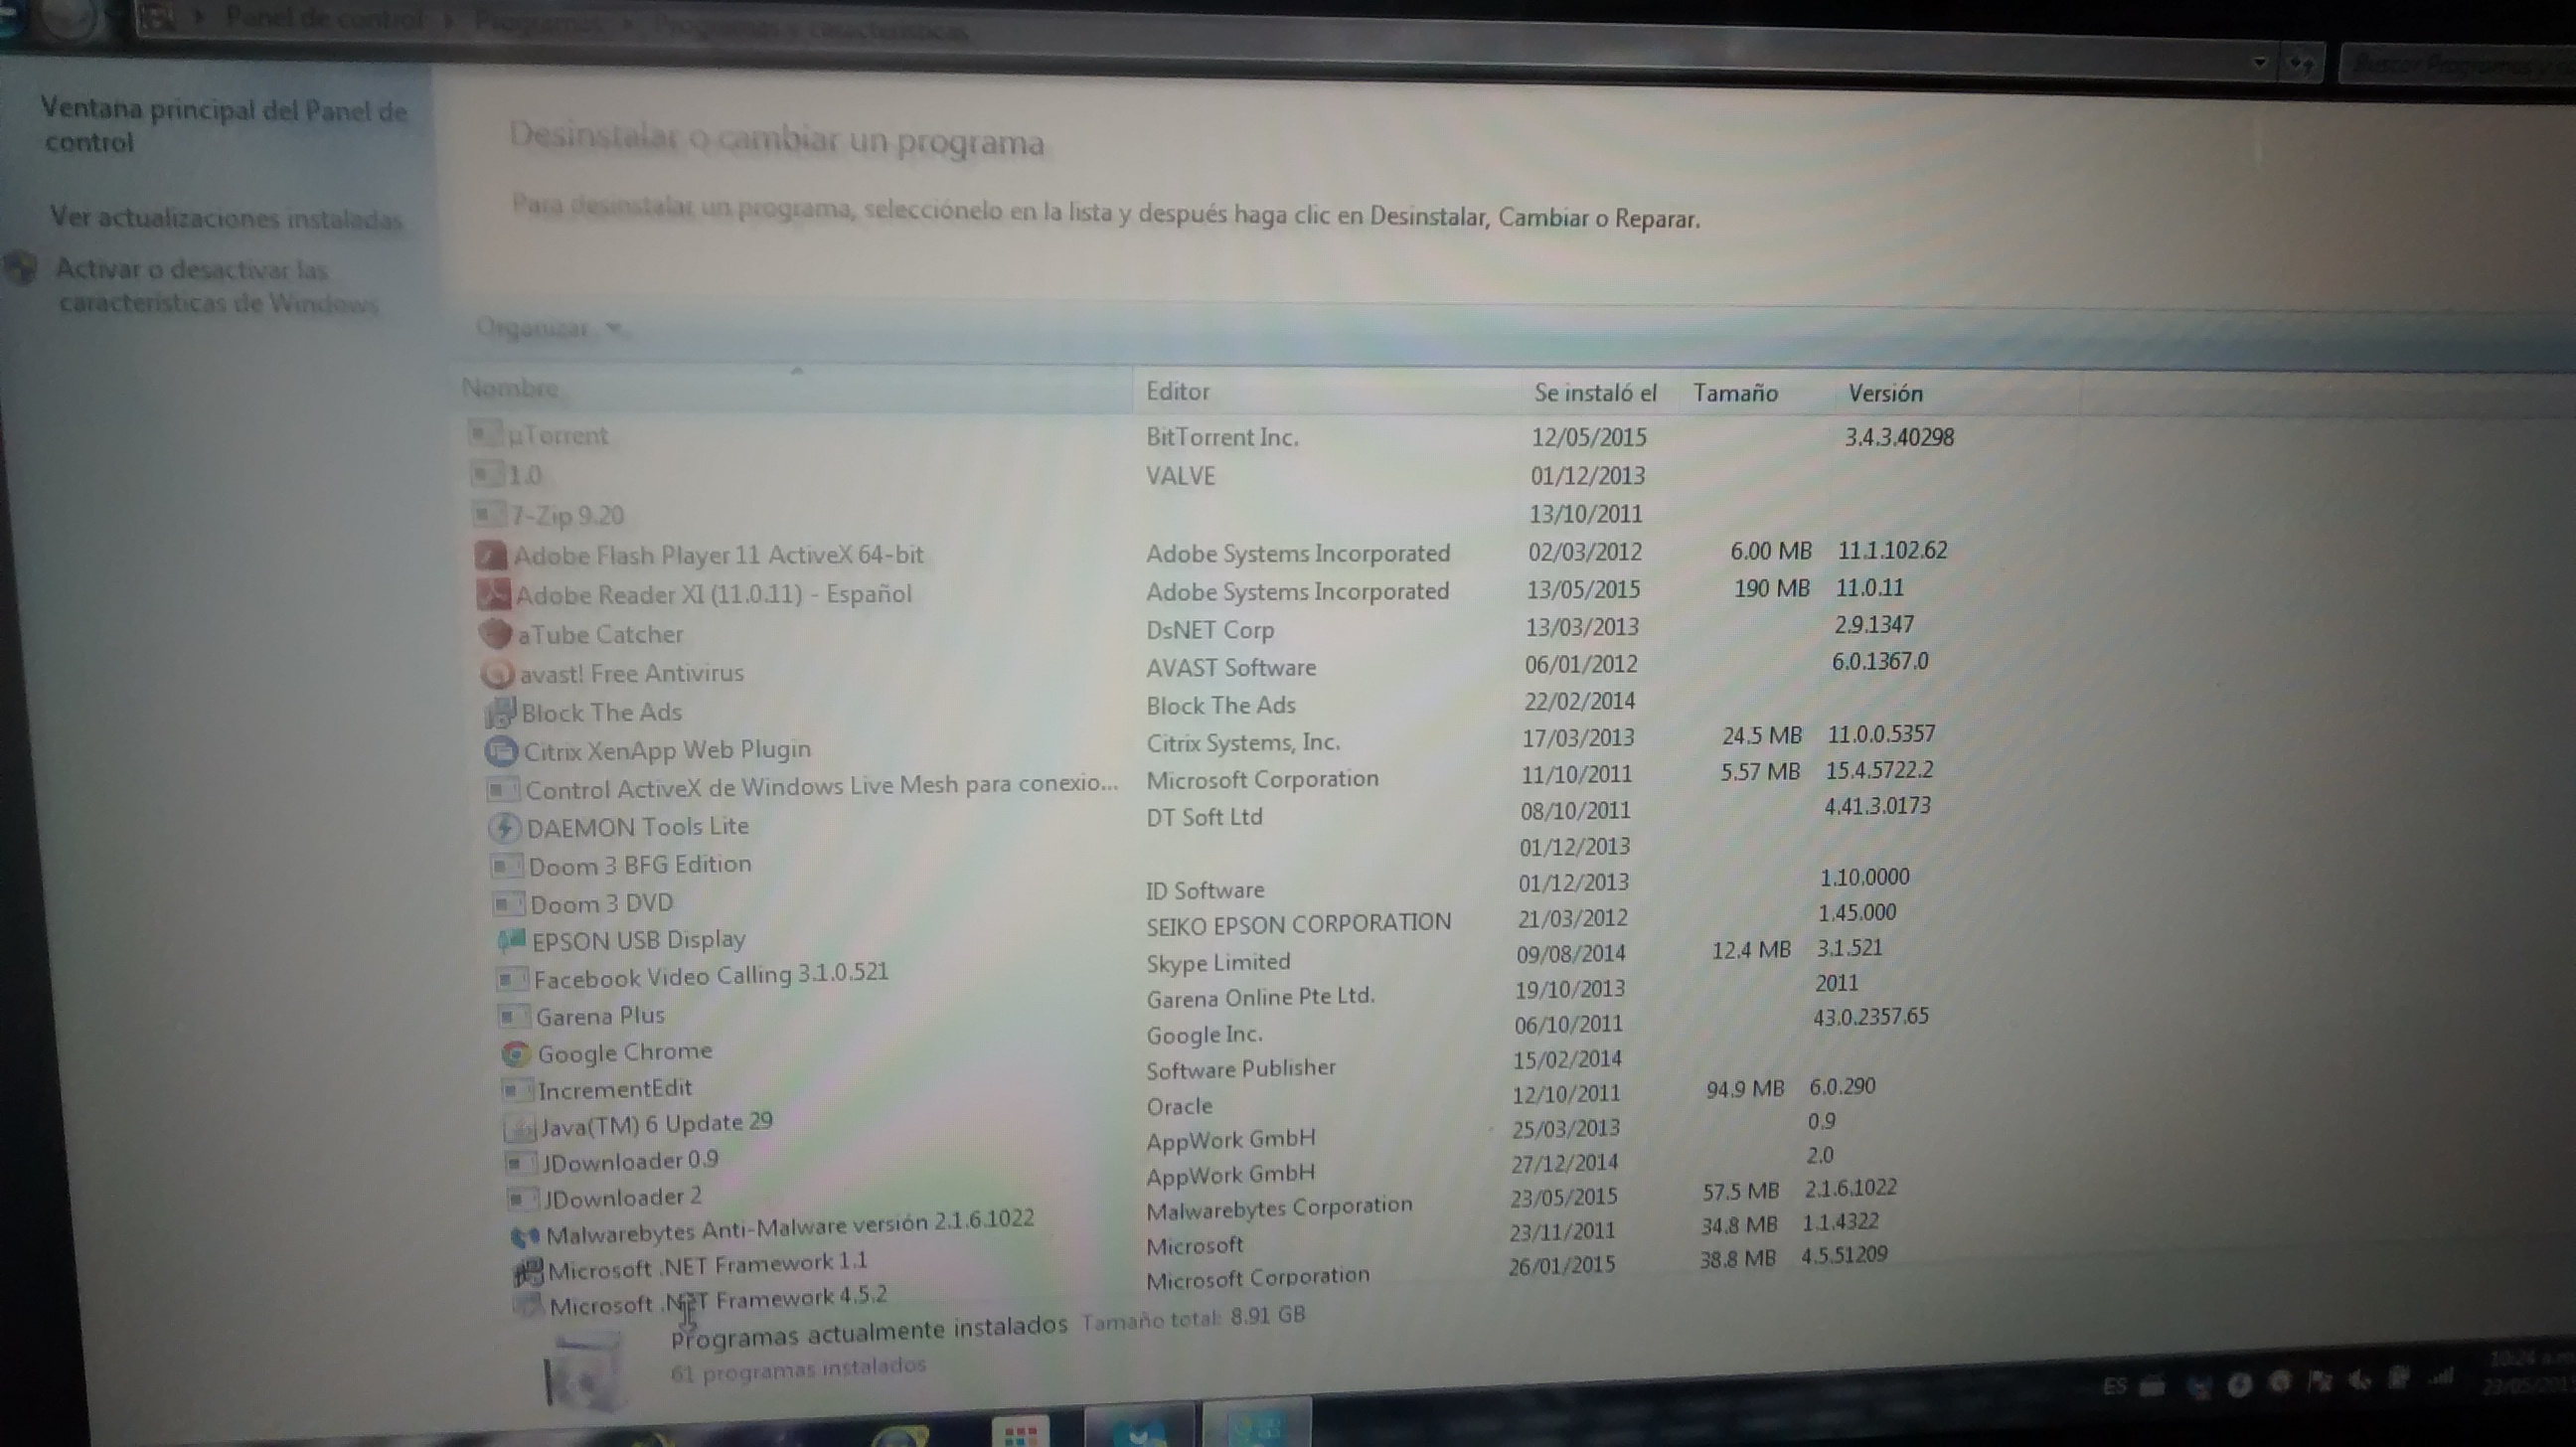 Panel de control ▸ Programas ▸ Programas y características
Buscar Programas y
Ventana principal del Panel de
control
Ver actualizaciones instaladas
Activar o desactivar las
características de Windows
Desinstalar o cambiar un programa
Para desinstalar un programa, selecciónelo en la lista y después haga clic en Desinstalar, Cambiar o Reparar.
Organizar
Nombre Editor Se instaló el Tamaño Versión
µTorrent BitTorrent Inc. 12/05/2015 3.4.3.40298
1.0 VALVE 01/12/2013
7-Zip 9.20 13/10/2011
Adobe Flash Player 11 ActiveX 64-bit Adobe Systems Incorporated 02/03/2012 6.00 MB 11.1.102.62
Adobe Reader XI (11.0.11) - Español Adobe Systems Incorporated 13/05/2015 190 MB 11.0.11
aTube Catcher DsNET Corp 13/03/2013 2.9.1347
avast! Free Antivirus AVAST Software 06/01/2012 6.0.1367.0
Block The Ads Block The Ads 22/02/2014
Citrix XenApp Web Plugin Citrix Systems, Inc. 17/03/2013 24.5 MB 11.0.0.5357
Control ActiveX de Windows Live Mesh para conexio... Microsoft Corporation 11/10/2011 5.57 MB 15.4.5722.2
DAEMON Tools Lite DT Soft Ltd 08/10/2011 4.41.3.0173
Doom 3 BFG Edition 01/12/2013
Doom 3 DVD ID Software 01/12/2013 1.10.0000
EPSON USB Display SEIKO EPSON CORPORATION 21/03/2012 1.45.000
Facebook Video Calling 3.1.0.521 Skype Limited 09/08/2014 12.4 MB 3.1.521
Garena Plus Garena Online Pte Ltd. 19/10/2013 2011
Google Chrome Google Inc. 06/10/2011 43.0.2357.65
IncrementEdit Software Publisher 15/02/2014
Java(TM) 6 Update 29 Oracle 12/10/2011 94.9 MB 6.0.290
JDownloader 0.9 AppWork GmbH 25/03/2013 0.9
JDownloader 2 AppWork GmbH 27/12/2014 2.0
Malwarebytes Anti-Malware versión 2.1.6.1022 Malwarebytes Corporation 23/05/2015 57.5 MB 2.1.6.1022
Microsoft .NET Framework 1.1 Microsoft 23/11/2011 34.8 MB 1.1.4322
Microsoft .NET Framework 4.5.2 Microsoft Corporation 26/01/2015 38.8 MB 4.5.51209
Programas actualmente instalados Tamaño total: 8.91 GB
61 programas instalados
ES
10:24 a.m.